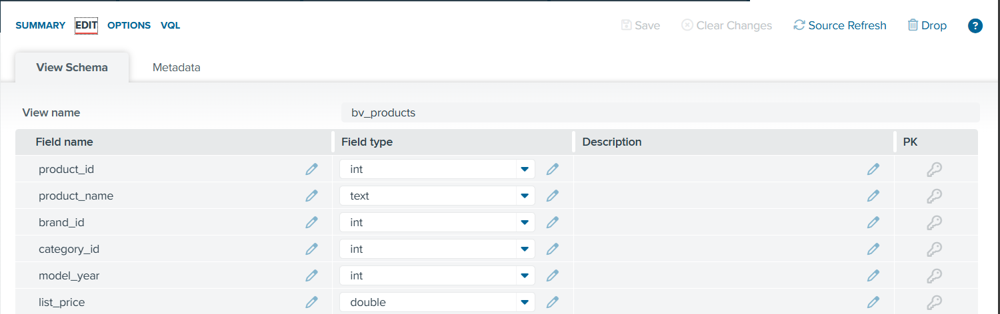 SUMMARY EDIT OPTIONS VQL Save Clear Changes Source Refresh Drop ?
View Schema Metadata
View name bv_products
Field name Field type Description PK
product_id int
product_name text
brand_id int
category_id int
model_year int
list_price double